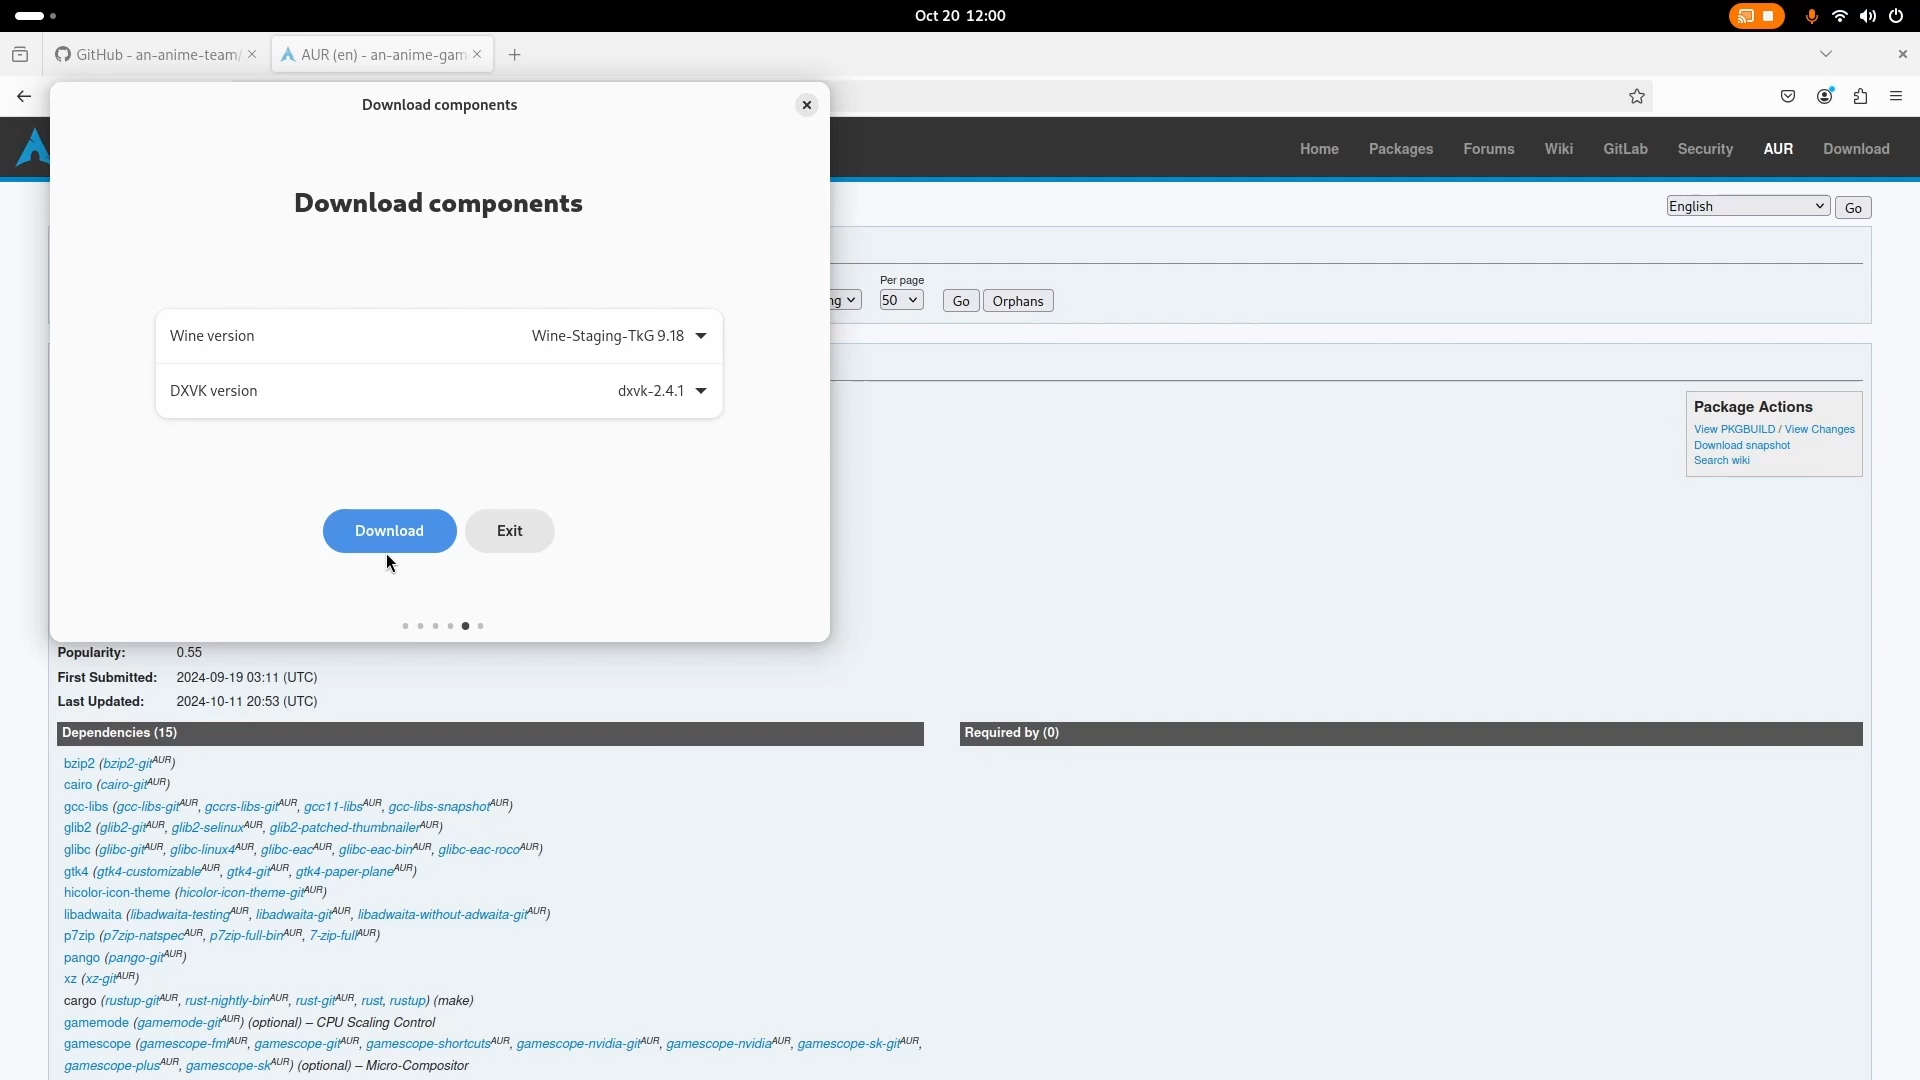 Oct 20 12:00
GitHub - an-anime-team/
AUR (en) - an-anime-gam
Download components
Home Packages Forums Wiki GitLab Security AUR Download
Download components
English Go
Per page
50 Go Orphans
Wine version Wine-Staging-TkG 9.18
DXVK version dxvk-2.4.1
Package Actions
View PKGBUILD / View Changes
Download snapshot
Search wiki
Download Exit
Popularity: 0.55
First Submitted: 2024-09-19 03:11 (UTC)
Last Updated: 2024-10-11 20:53 (UTC)
Dependencies (15)
Required by (0)
bzip2 (bzip2-gitAUR)
cairo (cairo-gitAUR)
gcc-libs (gcc-libs-gitAUR, gccrs-libs-gitAUR, gcc11-libsAUR, gcc-libs-snapshotAUR)
glib2 (glib2-gitAUR, glib2-selinuxAUR, glib2-patched-thumbnailerAUR)
glibc (glibc-gitAUR, glibc-linux4AUR, glibc-eacAUR, glibc-eac-binAUR, glibc-eac-rocoAUR)
gtk4 (gtk4-customizableAUR, gtk4-gitAUR, gtk4-paper-planeAUR)
hicolor-icon-theme (hicolor-icon-theme-gitAUR)
libadwaita (libadwaita-testingAUR, libadwaita-gitAUR, libadwaita-without-adwaita-gitAUR)
p7zip (p7zip-natspecAUR, p7zip-full-binAUR, 7-zip-fullAUR)
pango (pango-gitAUR)
xz (xz-gitAUR)
cargo (rustup-gitAUR, rust-nightly-binAUR, rust-gitAUR, rust, rustup) (make)
gamemode (gamemode-gitAUR) (optional) – CPU Scaling Control
gamescope (gamescope-fmlAUR, gamescope-gitAUR, gamescope-shortcutsAUR, gamescope-nvidia-gitAUR, gamescope-nvidiaAUR, gamescope-sk-gitAUR,
gamescope-plusAUR, gamescope-skAUR) (optional) – Micro-Compositor